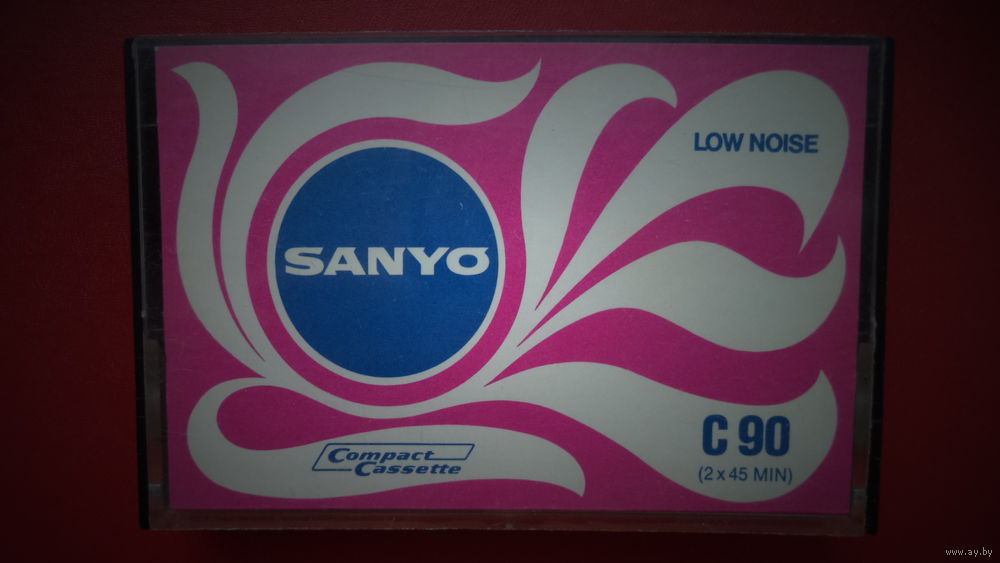 LOW NOISE
SANYO
C 90
(2 x 45 MIN)
Compact
Cassette
www.ay.by